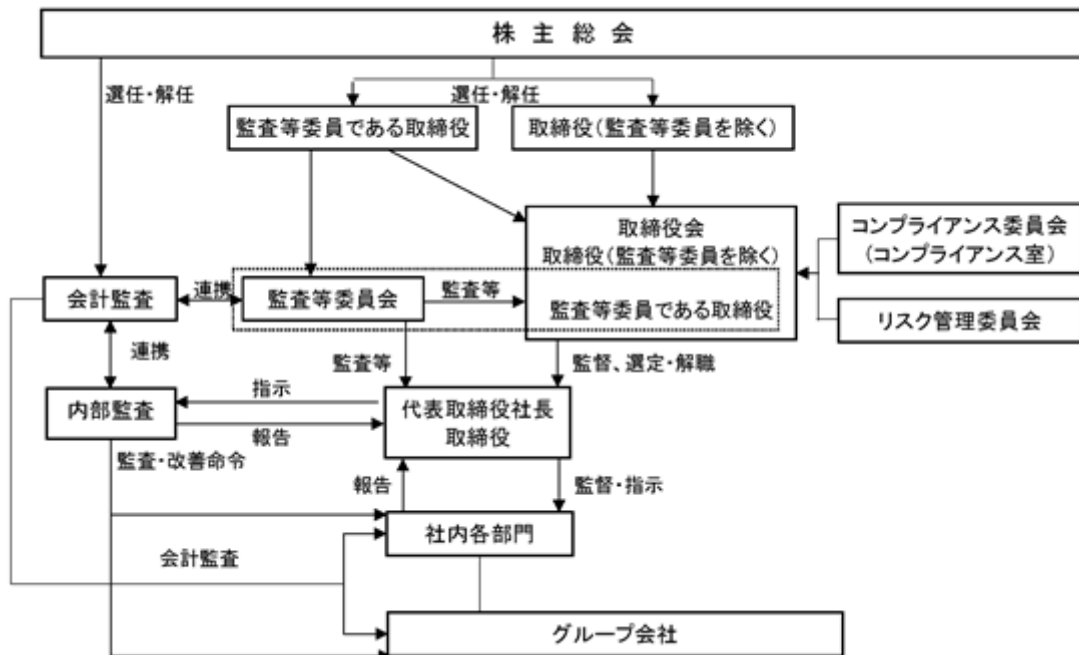 株主総会
選任・解任
選任・解任
監査等委員である取締役
取締役(監査等委員を除く)
取締役会
取締役(監査等委員を除く)
監査等委員である取締役
コンプライアンス委員会
(コンプライアンス室)
リスク管理委員会
会計監査
連携
監査等委員会
監査等
連携
監査等
監督、選定・解職
指示
内部監査
報告
代表取締役社長
取締役
監査・改善命令
報告
監督・指示
社内各部門
会計監査
グループ会社